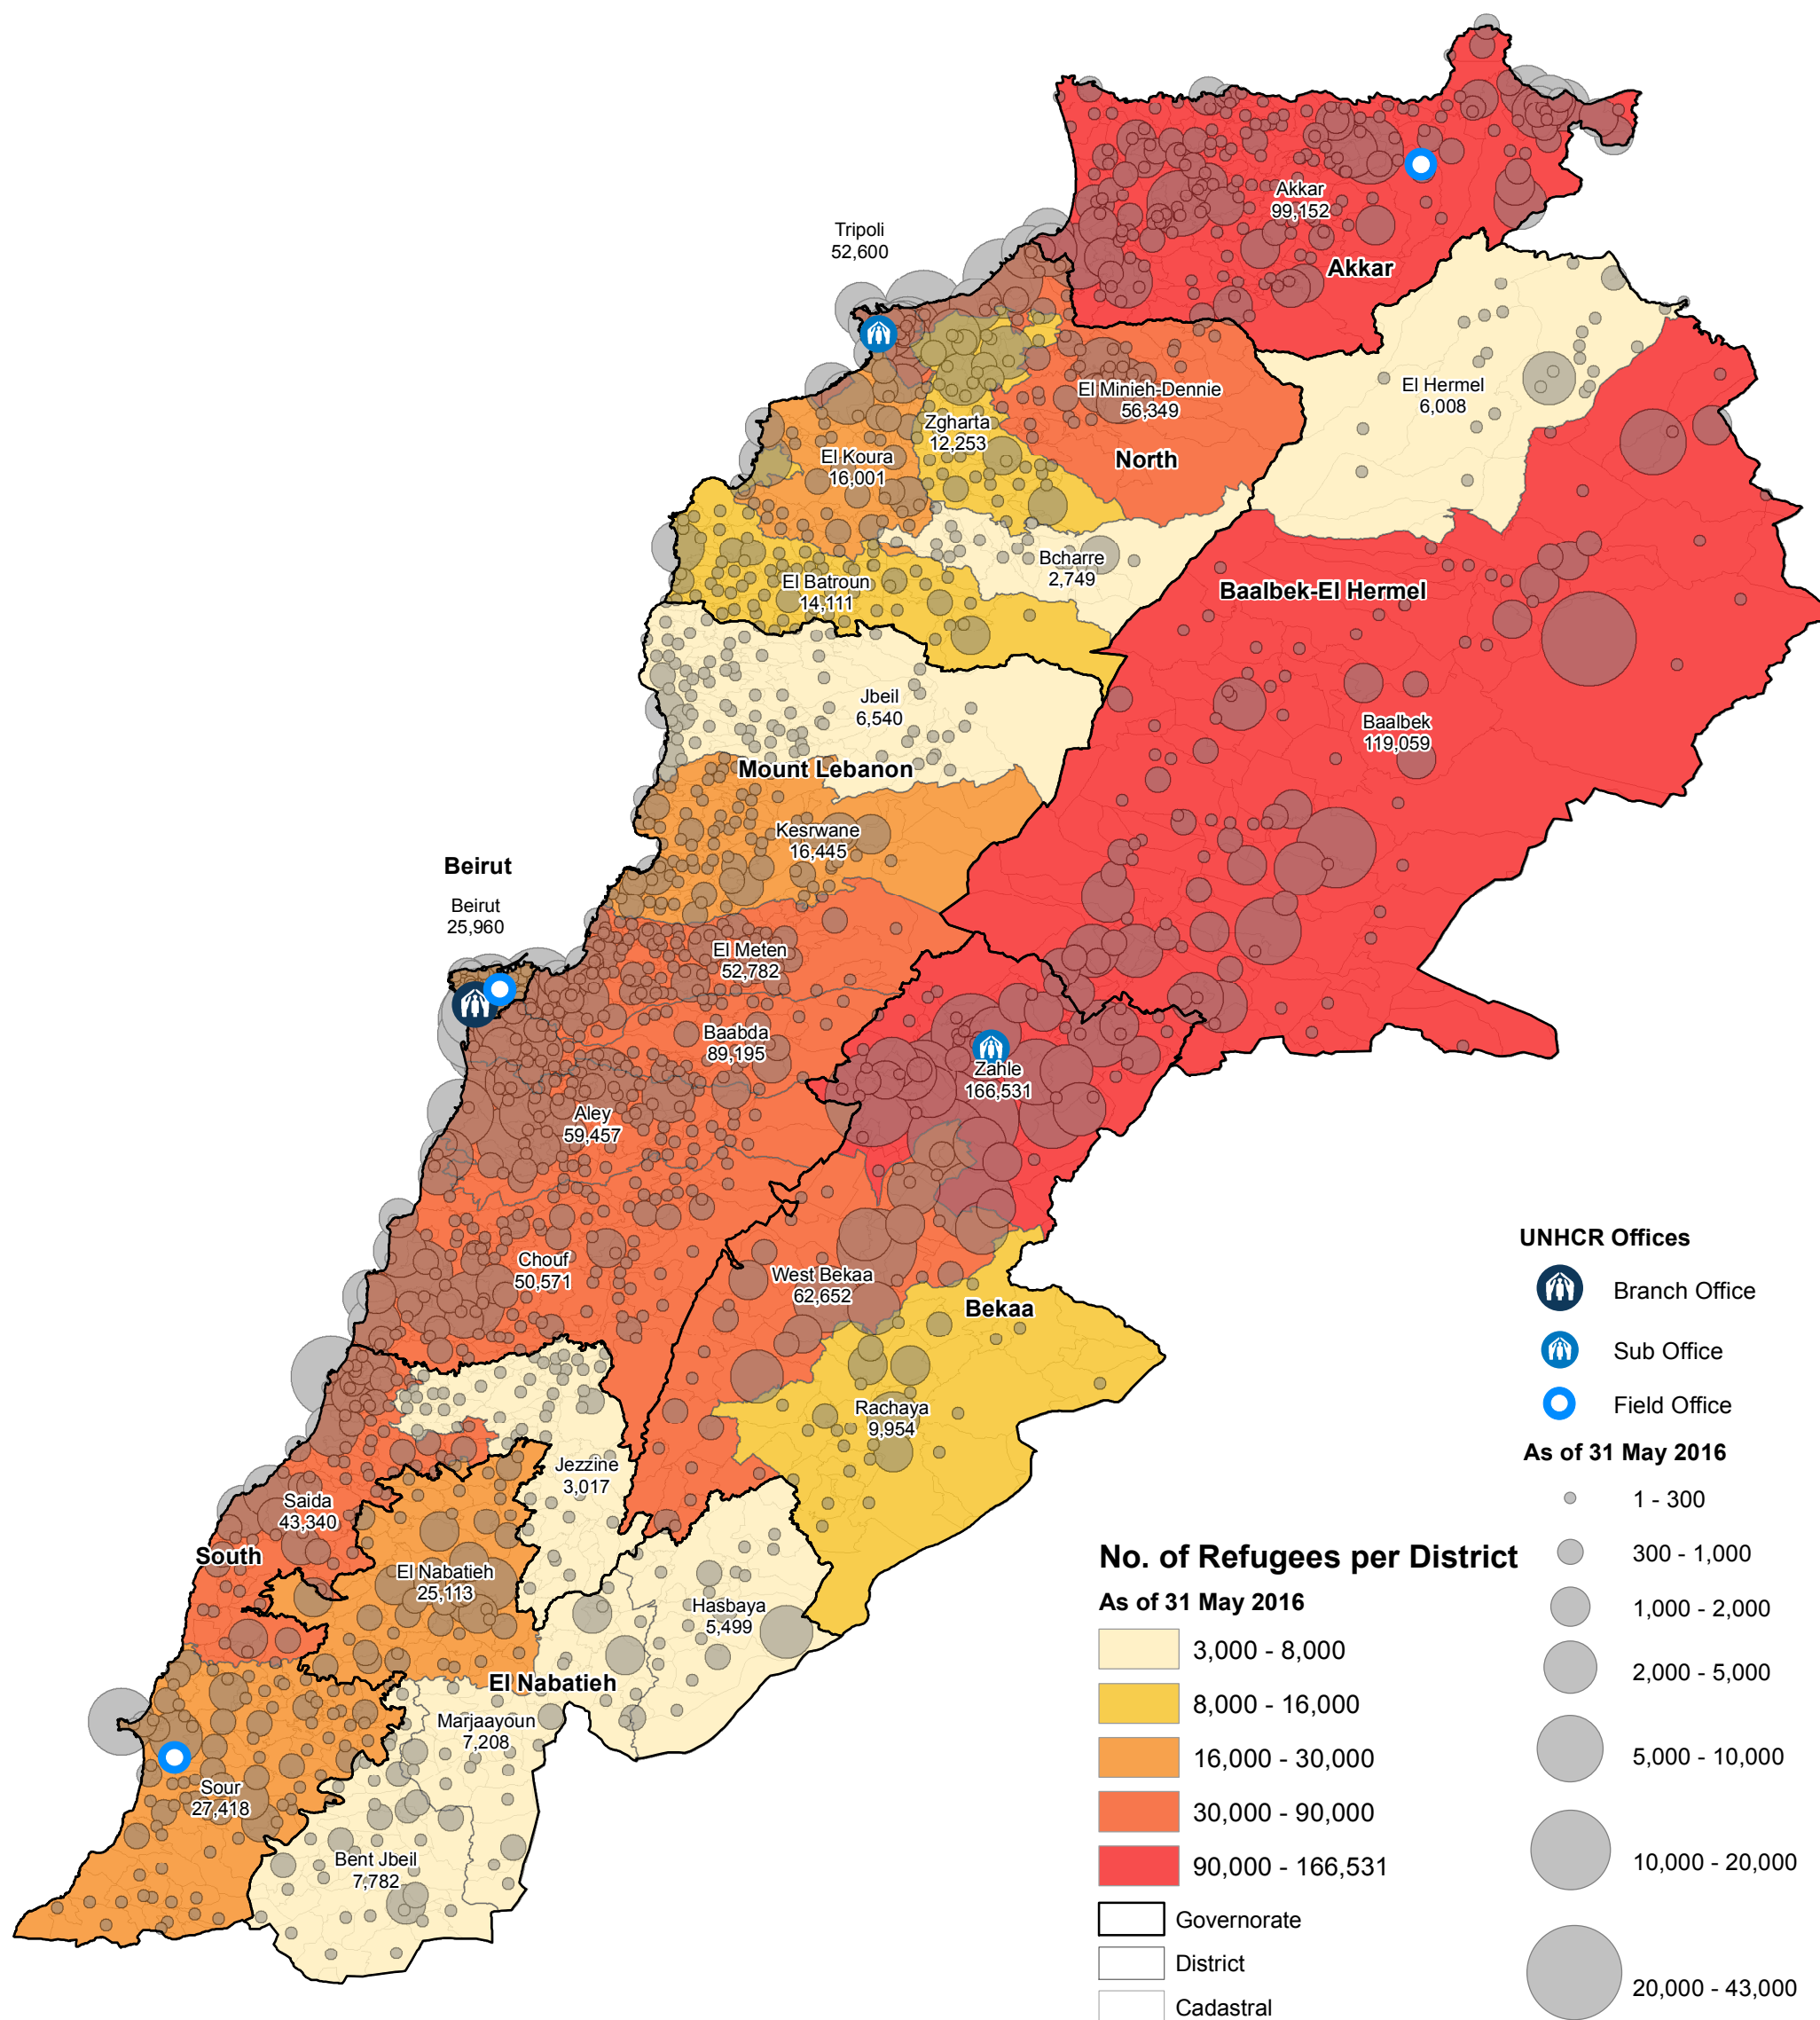 Tripoli
52,600
Akkar
99,152
Akkar
El Hermel
6,008
El Minieh-Dennie
56,349
Zgharta
12,253
North
El Koura
16,001
Bcharre
2,749
El Batroun
14,111
Baalbek-El Hermel
Jbeil
6,540
Baalbek
119,059
Mount Lebanon
Kesrwane
16,445
Beirut
Beirut
25,960
El Meten
52,782
Baabda
89,195
Zahle
166,531
Aley
59,457
Chouf
50,571
West Bekaa
62,652
Bekaa
Rachaya
9,954
Jezzine
3,017
Saida
43,340
South
El Nabatieh
25,113
Hasbaya
5,499
El Nabatieh
Marjaayoun
7,208
Sour
27,418
Bent Jbeil
7,782
UNHCR Offices
Branch Office
Sub Office
Field Office
As of 31 May 2016
1 - 300
300 - 1,000
1,000 - 2,000
2,000 - 5,000
5,000 - 10,000
10,000 - 20,000
20,000 - 43,000
No. of Refugees per District
As of 31 May 2016
3,000 - 8,000
8,000 - 16,000
16,000 - 30,000
30,000 - 90,000
90,000 - 166,531
Governorate
District
Cadastral